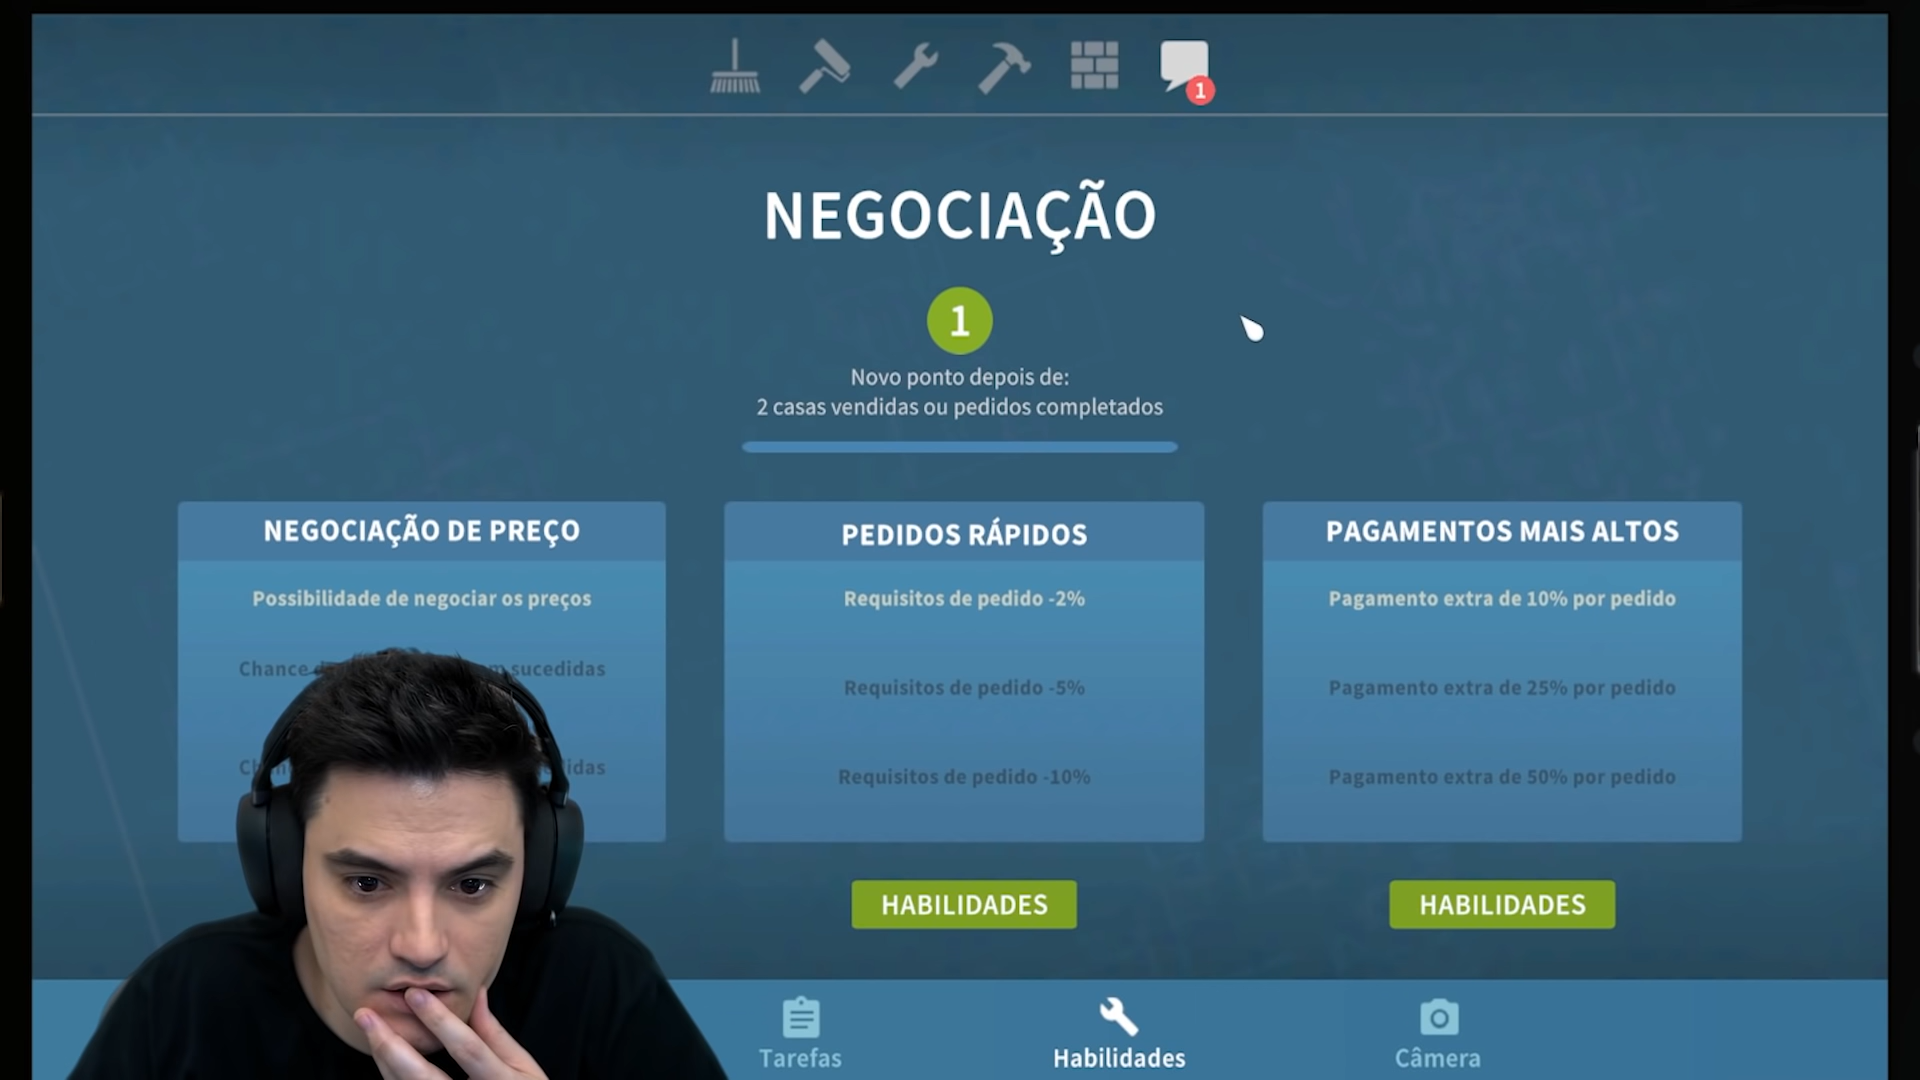 1
NEGOCIAÇÃO
1
Novo ponto depois de:
2 casas vendidas ou pedidos completados
NEGOCIAÇÃO DE PREÇO
Possibilidade de negociar os preços
Chance sucedidas
PEDIDOS RÁPIDOS
Requisitos de pedido -2%
Requisitos de pedido -5%
Requisitos de pedido -10%
HABILIDADES
PAGAMENTOS MAIS ALTOS
Pagamento extra de 10% por pedido
Pagamento extra de 25% por pedido
Pagamento extra de 50% por pedido
HABILIDADES
Tarefas
Habilidades
Câmera